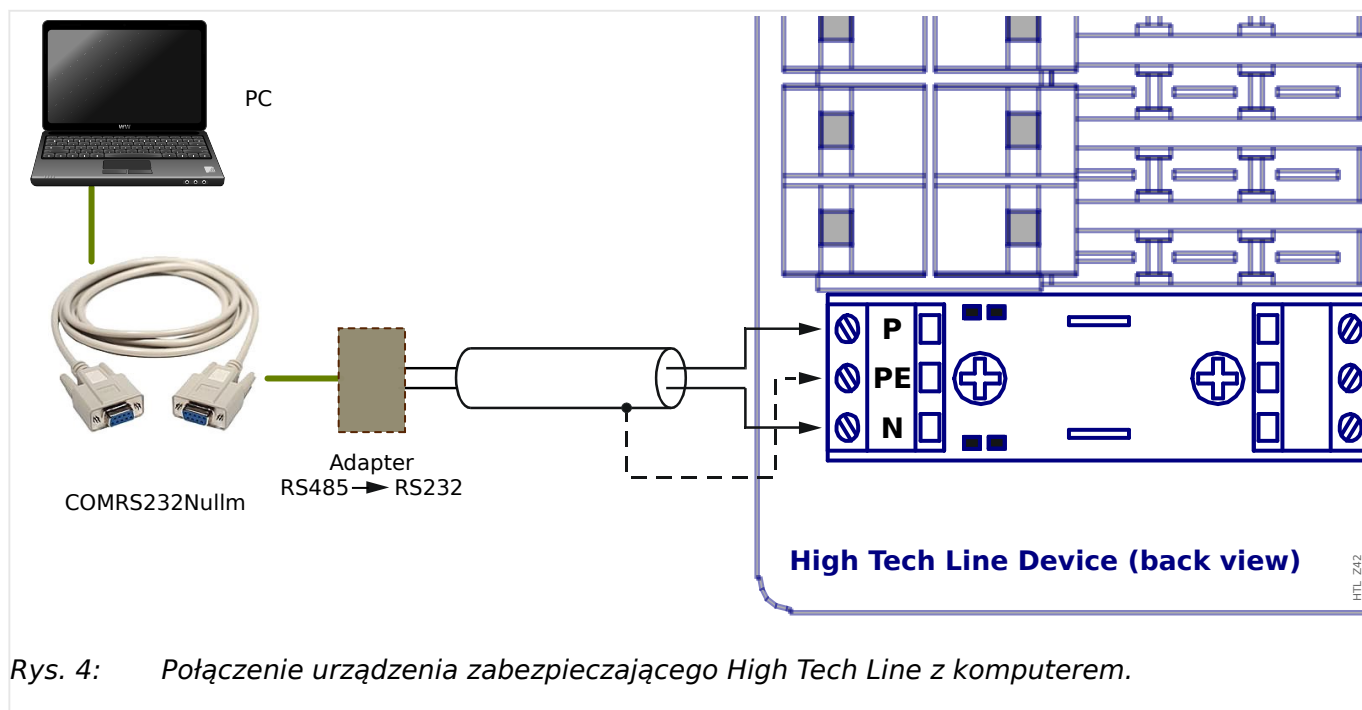 PC
COMRS232Nullm
Adapter
RS485 → RS232
P
PE
N
High Tech Line Device (back view)
HTL_Z42
Rys. 4: Połączenie urządzenia zabezpieczającego High Tech Line z komputerem.